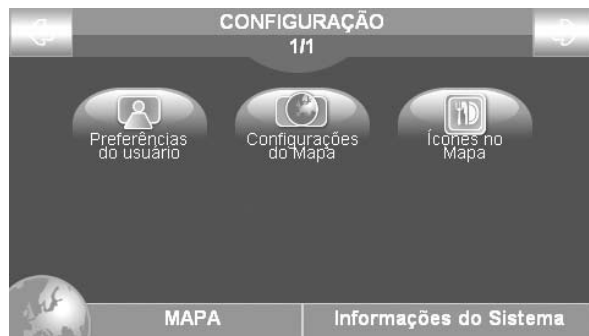 CONFIGURAÇÃO
1/1
Preferências
do usuário
Configurações
do Mapa
Ícones no
Mapa
MAPA
Informações do Sistema